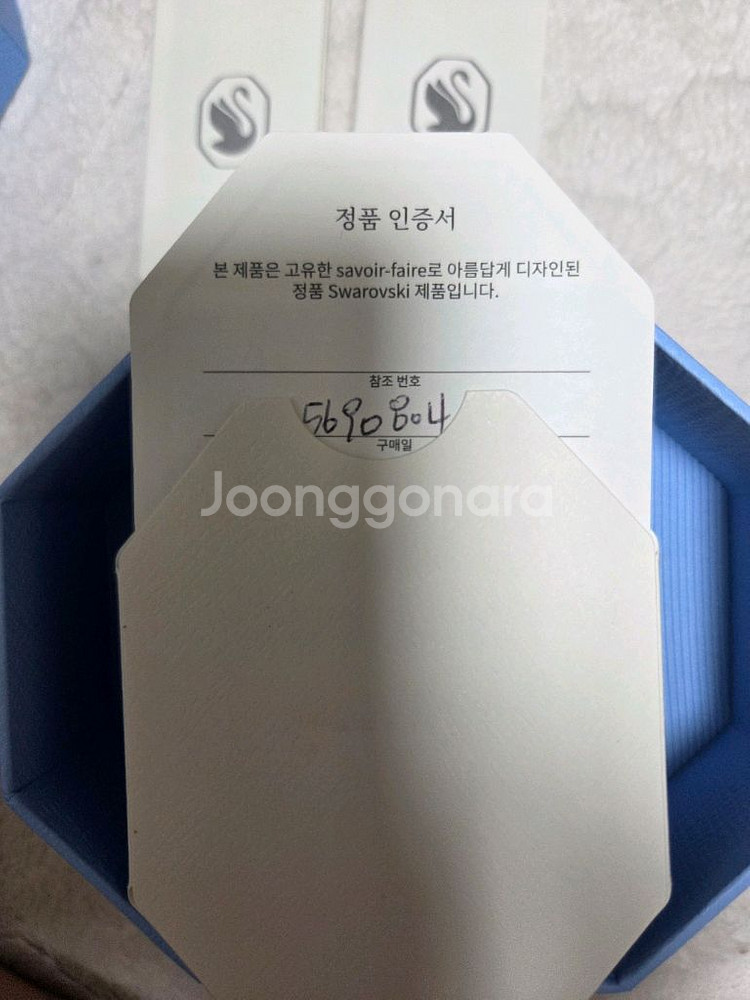 정품 인증서
본 제품은 고유한 savoir-faire로 아름답게 디자인된
정품 Swarovski 제품입니다.
참조 번호
5690804
구매일
Joonggonara